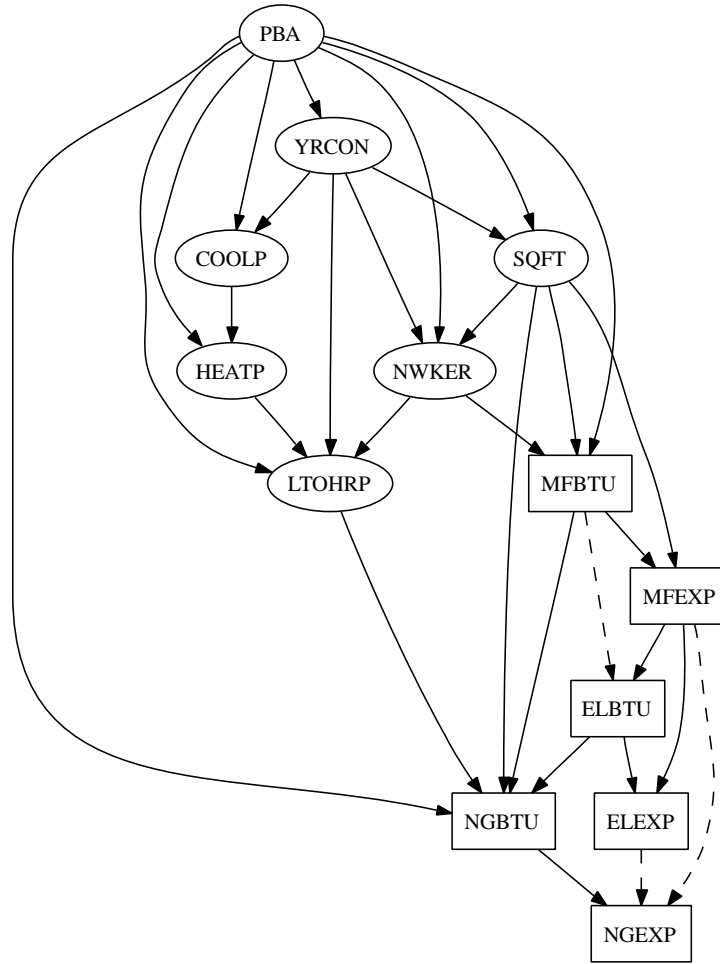 PBA
YRCON
COOLP
SQFT
HEATP
NWKER
LTOHRP
MFBTU
MFEXP
ELBTU
NGBTU
ELEXP
NGEXP